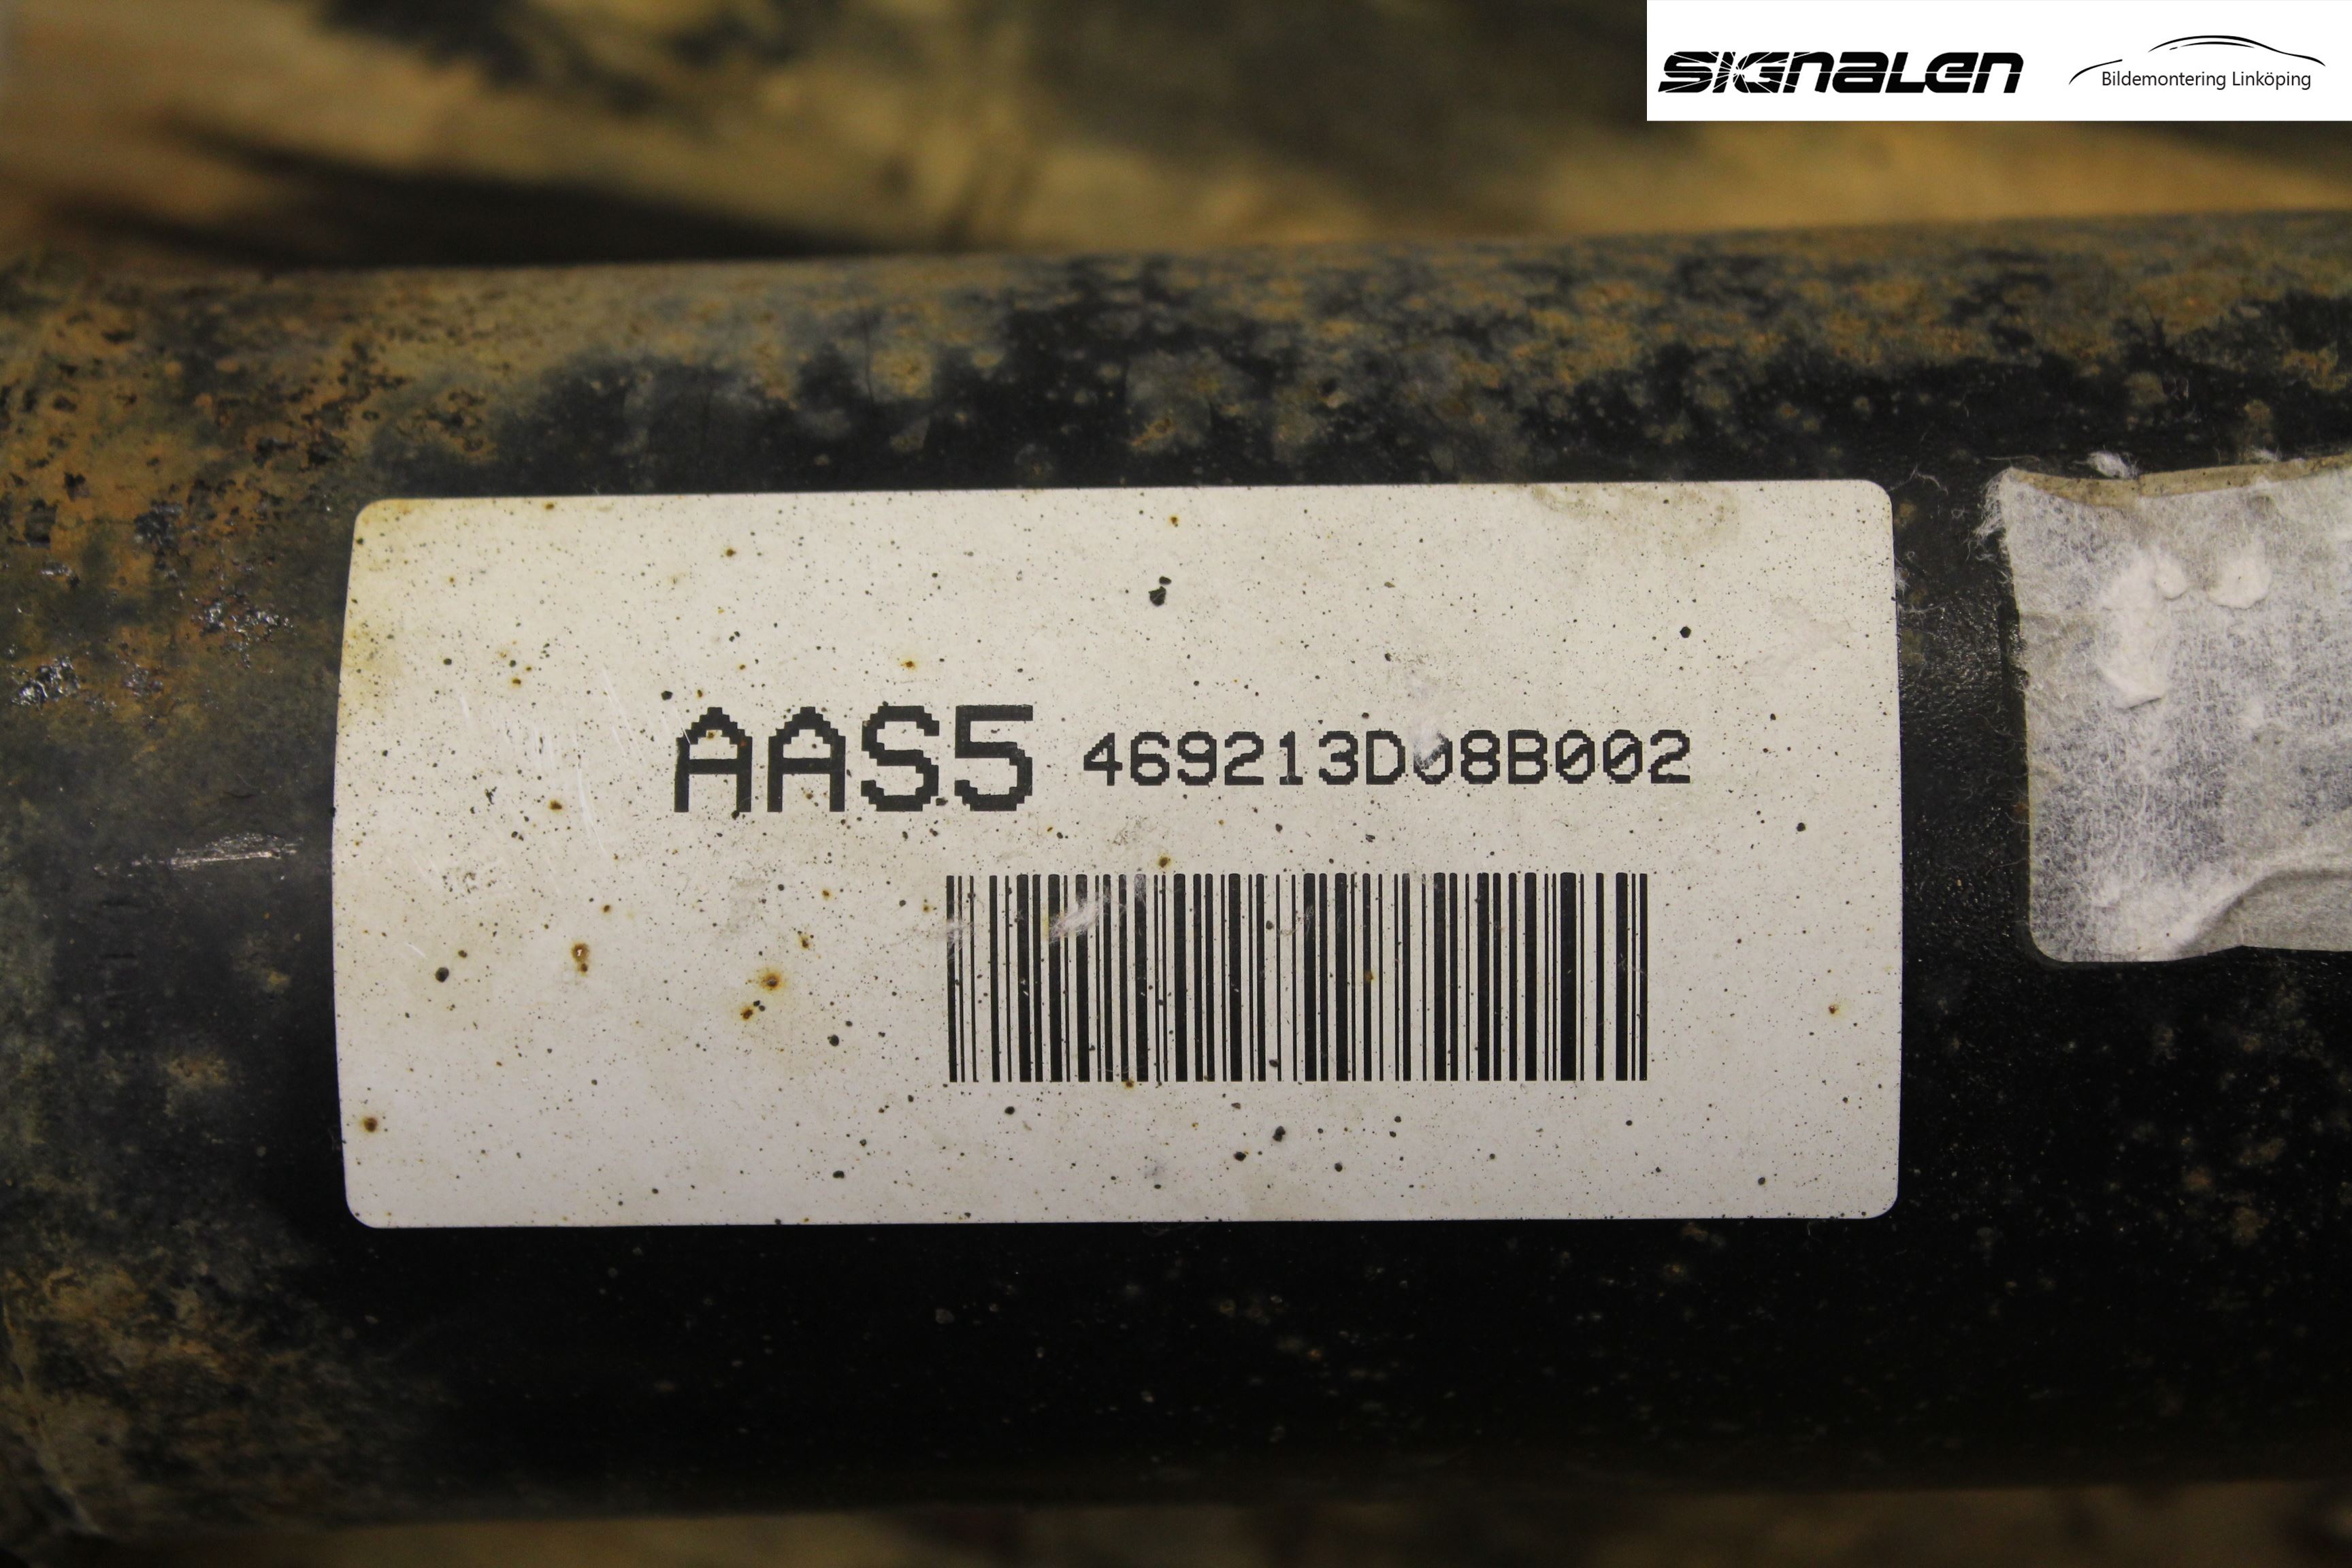 SIGNALEN
Bildemontering Linköping
AAS5 469213D08B002